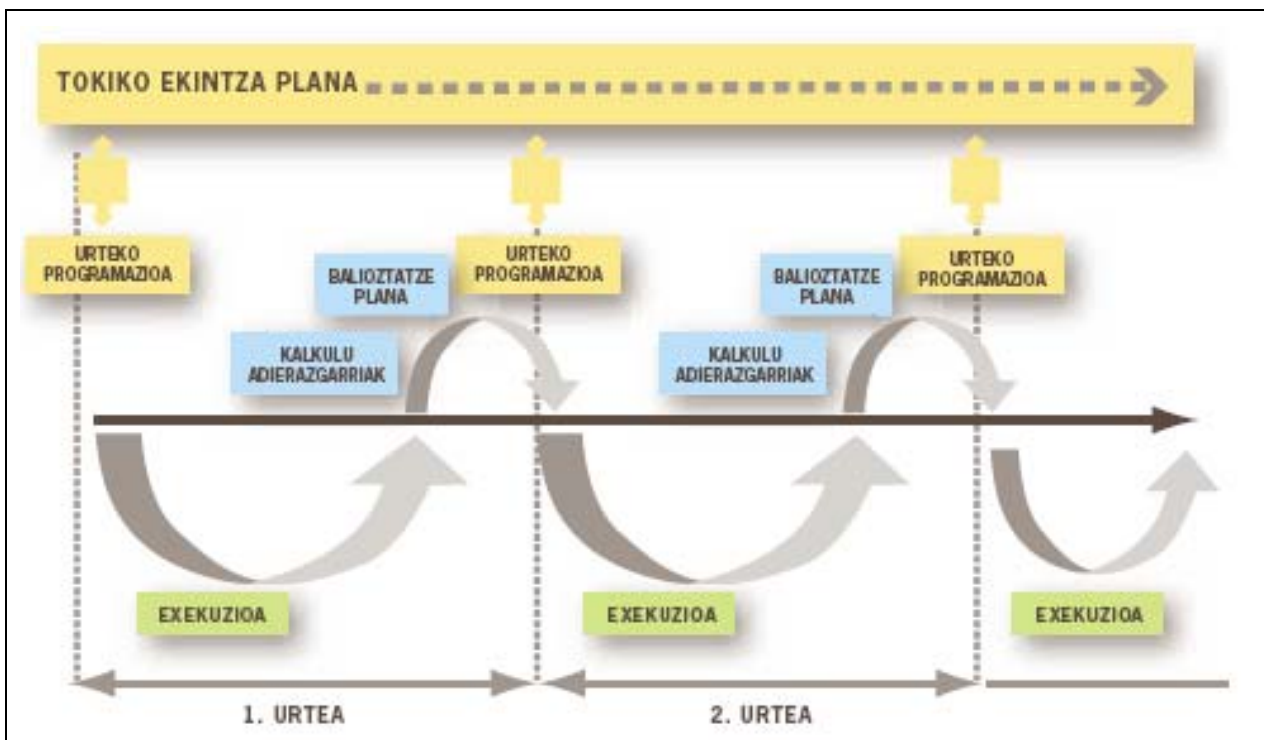 TOKIKO EKINTZA PLANA
URTEKO
PROGRAMAZIOA
BALIOZTATZE
PLANA
URTEKO
PROGRAMAZIOA
BALIOZTATZE
PLANA
URTEKO
PROGRAMAZIOA
KALKULU
ADIERAZGARRIAK
KALKULU
ADIERAZGARRIAK
EXEKUZIOA
EXEKUZIOA
EXEKUZIOA
1. URTEA
2. URTEA